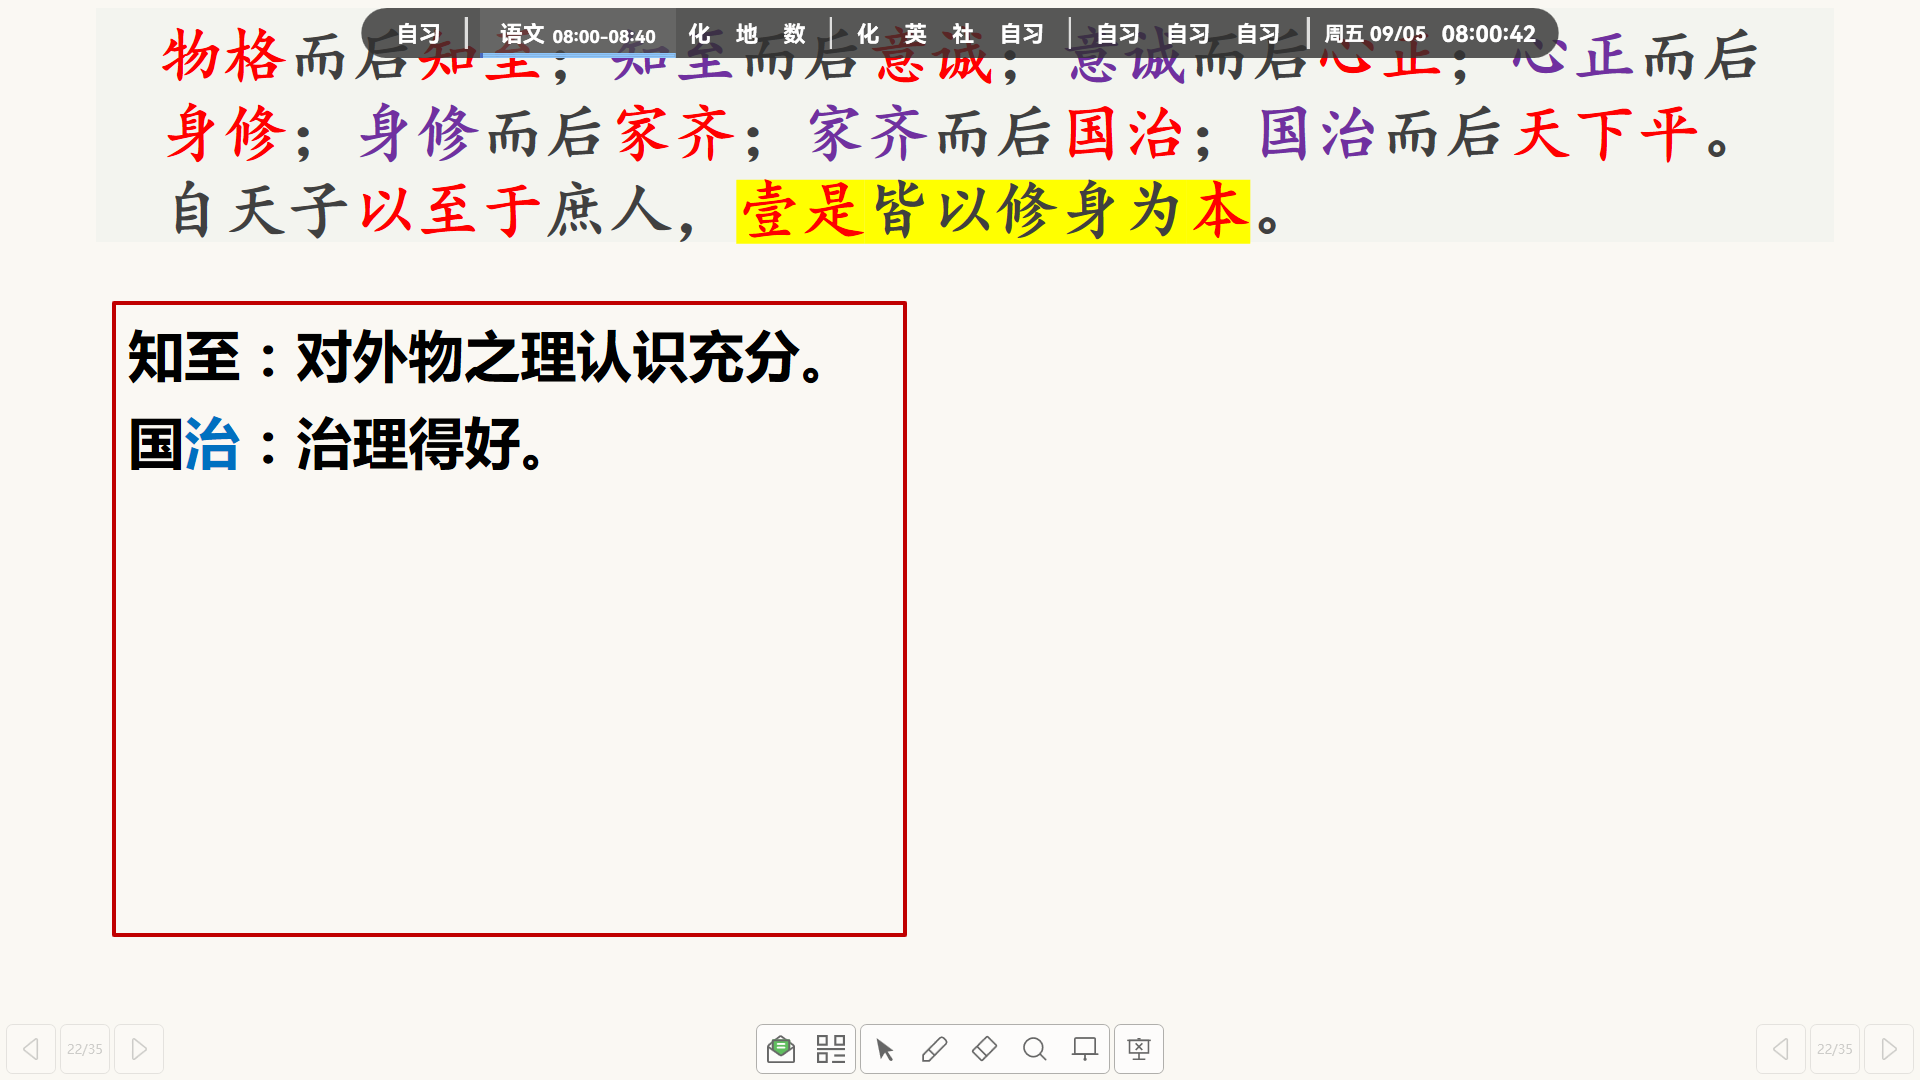 自习 语文 08:00-08:40 化 地 数 化 英 社 自习 自习 自习 自习 周五 09/05 08:00:42
物格而后知至；知至而后意诚；意诚而后心正；心正而后
身修；身修而后家齐；家齐而后国治；国治而后天下平。
自天子以至于庶人，壹是皆以修身为本。
知至：对外物之理认识充分。
国治：治理得好。
22/35 22/35